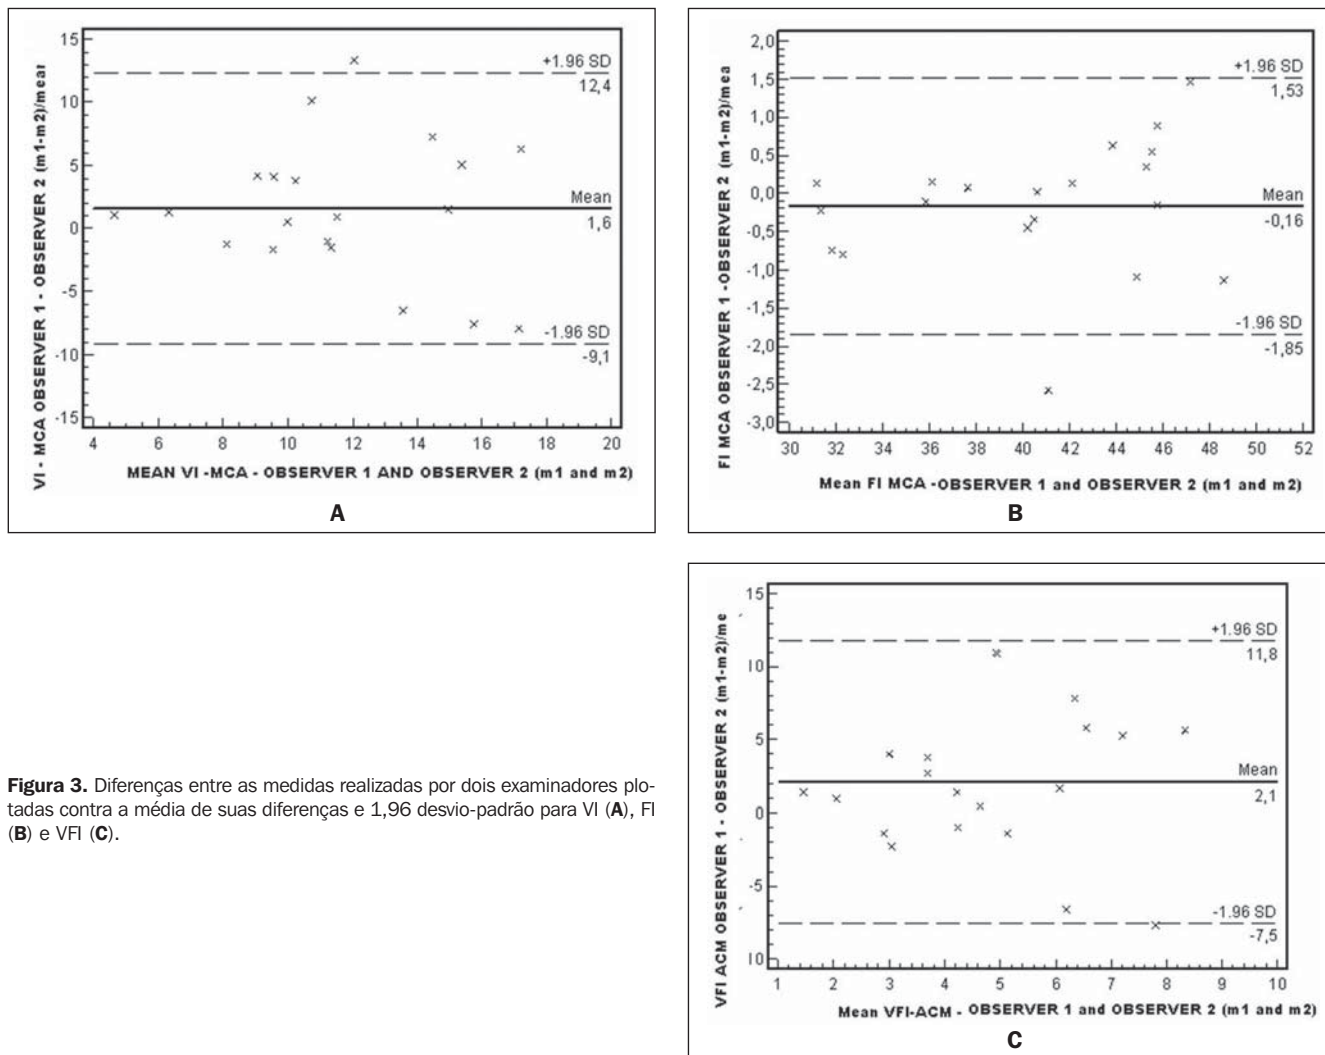 VI - MCA OBSERVER 1 - OBSERVER 2 (m1-m2)/mear
15
10
5
0
-5
-10
-15
+1.96 SD
12,4
Mean
1,6
-1.96 SD
-9,1
4 6 8 10 12 14 16 18 20
MEAN VI -MCA - OBSERVER 1 AND OBSERVER 2 (m1 and m2)
A
FI MCA OBSERVER 1 -OBSERVER 2 (m1-m2)/mea
2,0
1,5
1,0
0,5
0,0
-0,5
-1,0
-1,5
-2,0
-2,5
-3,0
+1.96 SD
1,53
Mean
-0,16
-1.96 SD
-1,85
30 32 34 36 38 40 42 44 46 48 50 52
Mean FI MCA -OBSERVER 1 and OBSERVER 2 (m1 and m2)
B
Figura 3. Diferenças entre as medidas realizadas por dois examinadores plo-
tadas contra a média de suas diferenças e 1,96 desvio-padrão para VI (A), FI
(B) e VFI (C).
VFI ACM OBSERVER 1 - OBSERVER 2 (m1-m2)/me
15
10
5
0
-5
10
+1.96 SD
11,8
Mean
2,1
-1.96 SD
-7,5
1 2 3 4 5 6 7 8 9 10
Mean VFI-ACM - OBSERVER 1 and OBSERVER 2 (m1 and m2)
C